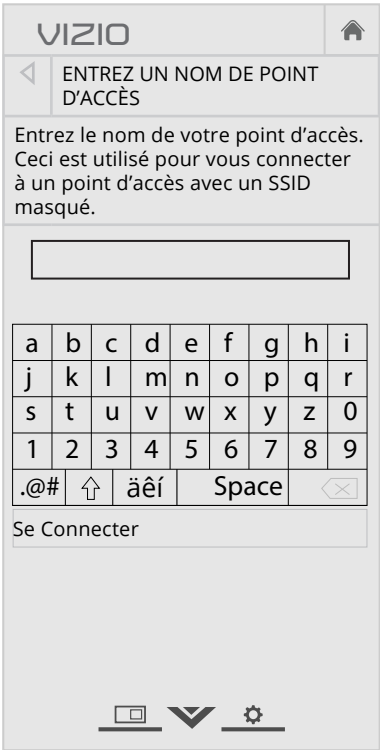 VIZIO
ENTREZ UN NOM DE POINT
D’ACCÈS
Entrez le nom de votre point d’accès.
Ceci est utilisé pour vous connecter
à un point d’accès avec un SSID
masqué.
a b c d e f g h i
j k l m n o p q r
s t u v w x y z 0
1 2 3 4 5 6 7 8 9
.@# äêí Space
Se Connecter